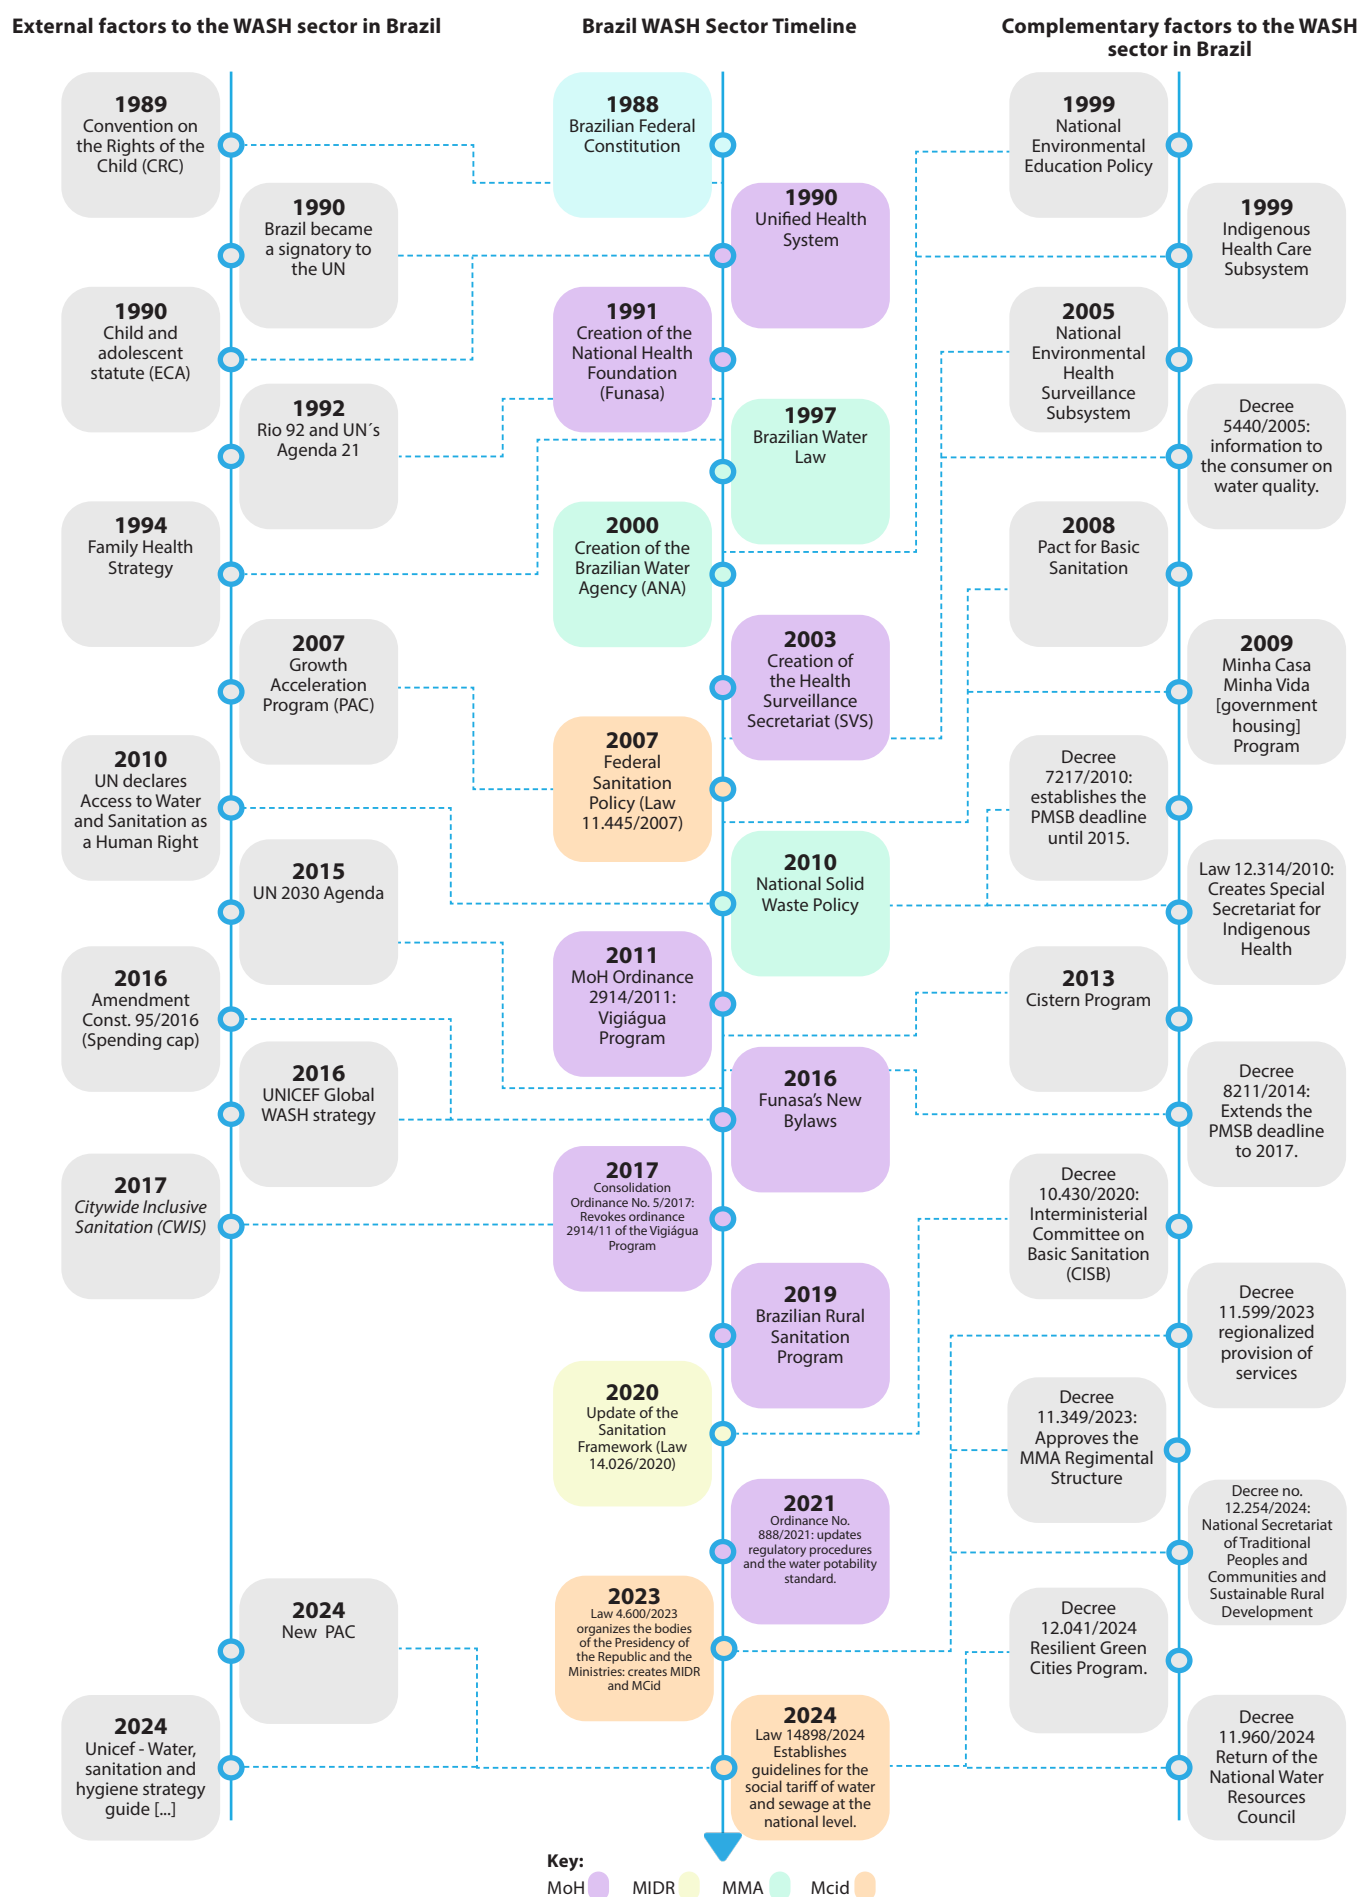 External factors to the WASH sector in Brazil
1989
Convention on
the Rights of the
Child (CRC)
1990
Brazil became
a signatory to
the UN
1990
Child and
adolescent
statute (ECA)
1992
Rio 92 and UN´s
Agenda 21
1994
Family Health
Strategy
2007
Growth
Acceleration
Program (PAC)
2010
UN declares
Access to Water
and Sanitation as
a Human Right
2015
UN 2030 Agenda
2016
Amendment
Const. 95/2016
(Spending cap)
2016
UNICEF Global
WASH strategy
2017
Citywide Inclusive
Sanitation (CWIS)
2024
New PAC
2024
Unicef - Water,
sanitation and
hygiene strategy
guide [...]
Brazil WASH Sector Timeline
1988
Brazilian Federal
Constitution
1990
Unified Health
System
1991
Creation of the
National Health
Foundation
(Funasa)
1997
Brazilian Water
Law
2000
Creation of the
Brazilian Water
Agency (ANA)
2003
Creation of
the Health
Surveillance
Secretariat (SVS)
2007
Federal
Sanitation
Policy (Law
11.445/2007)
2010
National Solid
Waste Policy
2011
MoH Ordinance
2914/2011:
Vigiágua
Program
2016
Funasa’s New
Bylaws
2017
Consolidation
Ordinance No. 5/2017:
Revokes ordinance
2914/11 of the Vigiágua
Program
2019
Brazilian Rural
Sanitation
Program
2020
Update of the
Sanitation
Framework (Law
14.026/2020)
2021
Ordinance No.
888/2021: updates
regulatory procedures
and the water potability
standard.
2023
Law 4.600/2023
organizes the bodies
of the Presidency of
the Republic and the
Ministries: creates MIDR
and MCid
2024
Law 14898/2024
Establishes
guidelines for the
social tariff of water
and sewage at the
national level.
Complementary factors to the WASH
sector in Brazil
1999
National
Environmental
Education Policy
1999
Indigenous
Health Care
Subsystem
2005
National
Environmental
Health
Surveillance
Subsystem
Decree
5440/2005:
information to
the consumer on
water quality.
2008
Pact for Basic
Sanitation
2009
Minha Casa
Minha Vida
[government
housing]
Program
Decree
7217/2010:
establishes the
PMSB deadline
until 2015.
Law 12.314/2010:
Creates Special
Secretariat for
Indigenous
Health
2013
Cistern Program
Decree
8211/2014:
Extends the
PMSB deadline
to 2017.
Decree
10.430/2020:
Interministerial
Committee on
Basic Sanitation
(CISB)
Decree
11.599/2023
regionalized
provision of
services
Decree
11.349/2023:
Approves the
MMA Regimental
Structure
Decree no.
12.254/2024:
National Secretariat
of Traditional
Peoples and
Communities and
Sustainable Rural
Development
Decree
12.041/2024
Resilient Green
Cities Program.
Decree
11.960/2024
Return of the
National Water
Resources
Council
Key:
MoH MIDR MMA Mcid